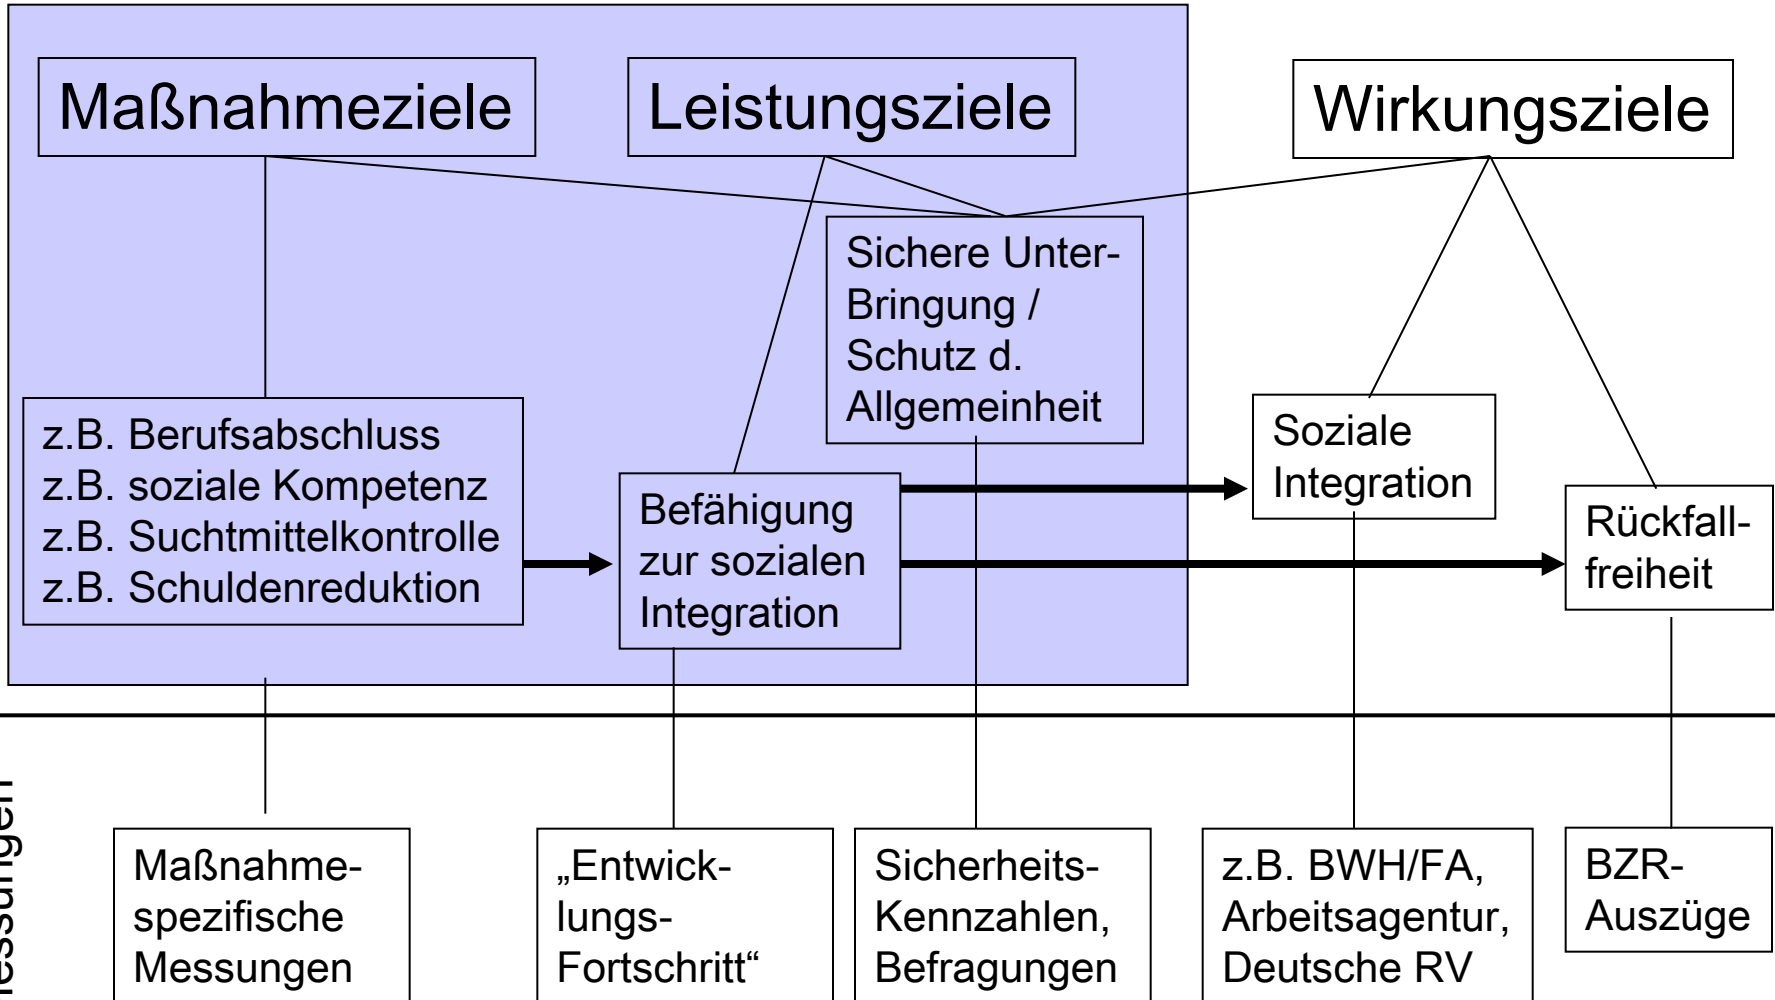 Maßnahmeziele
Leistungsziele
Wirkungsziele
Sichere Unter-
Bringung /
Schutz d.
Allgemeinheit
z.B. Berufsabschluss
z.B. soziale Kompetenz
z.B. Suchtmittelkontrolle
z.B. Schuldenreduktion
Befähigung
zur sozialen
Integration
Soziale
Integration
Rückfall-
freiheit
Maßnahme-
spezifische
Messungen
„Entwick-
lungs-
Fortschritt“
Sicherheits-
Kennzahlen,
Befragungen
z.B. BWH/FA,
Arbeitsagentur,
Deutsche RV
BZR-
Auszüge